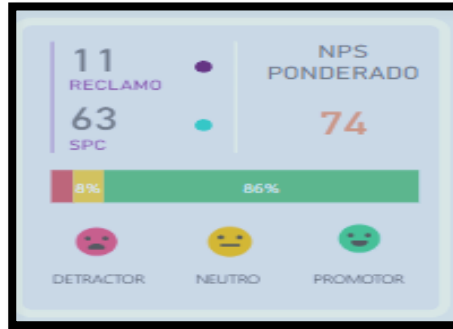 11
RECLAMO
63
SPC
NPS
PONDERADO
74
8%
86%
DETRACTOR
NEUTRO
PROMOTOR